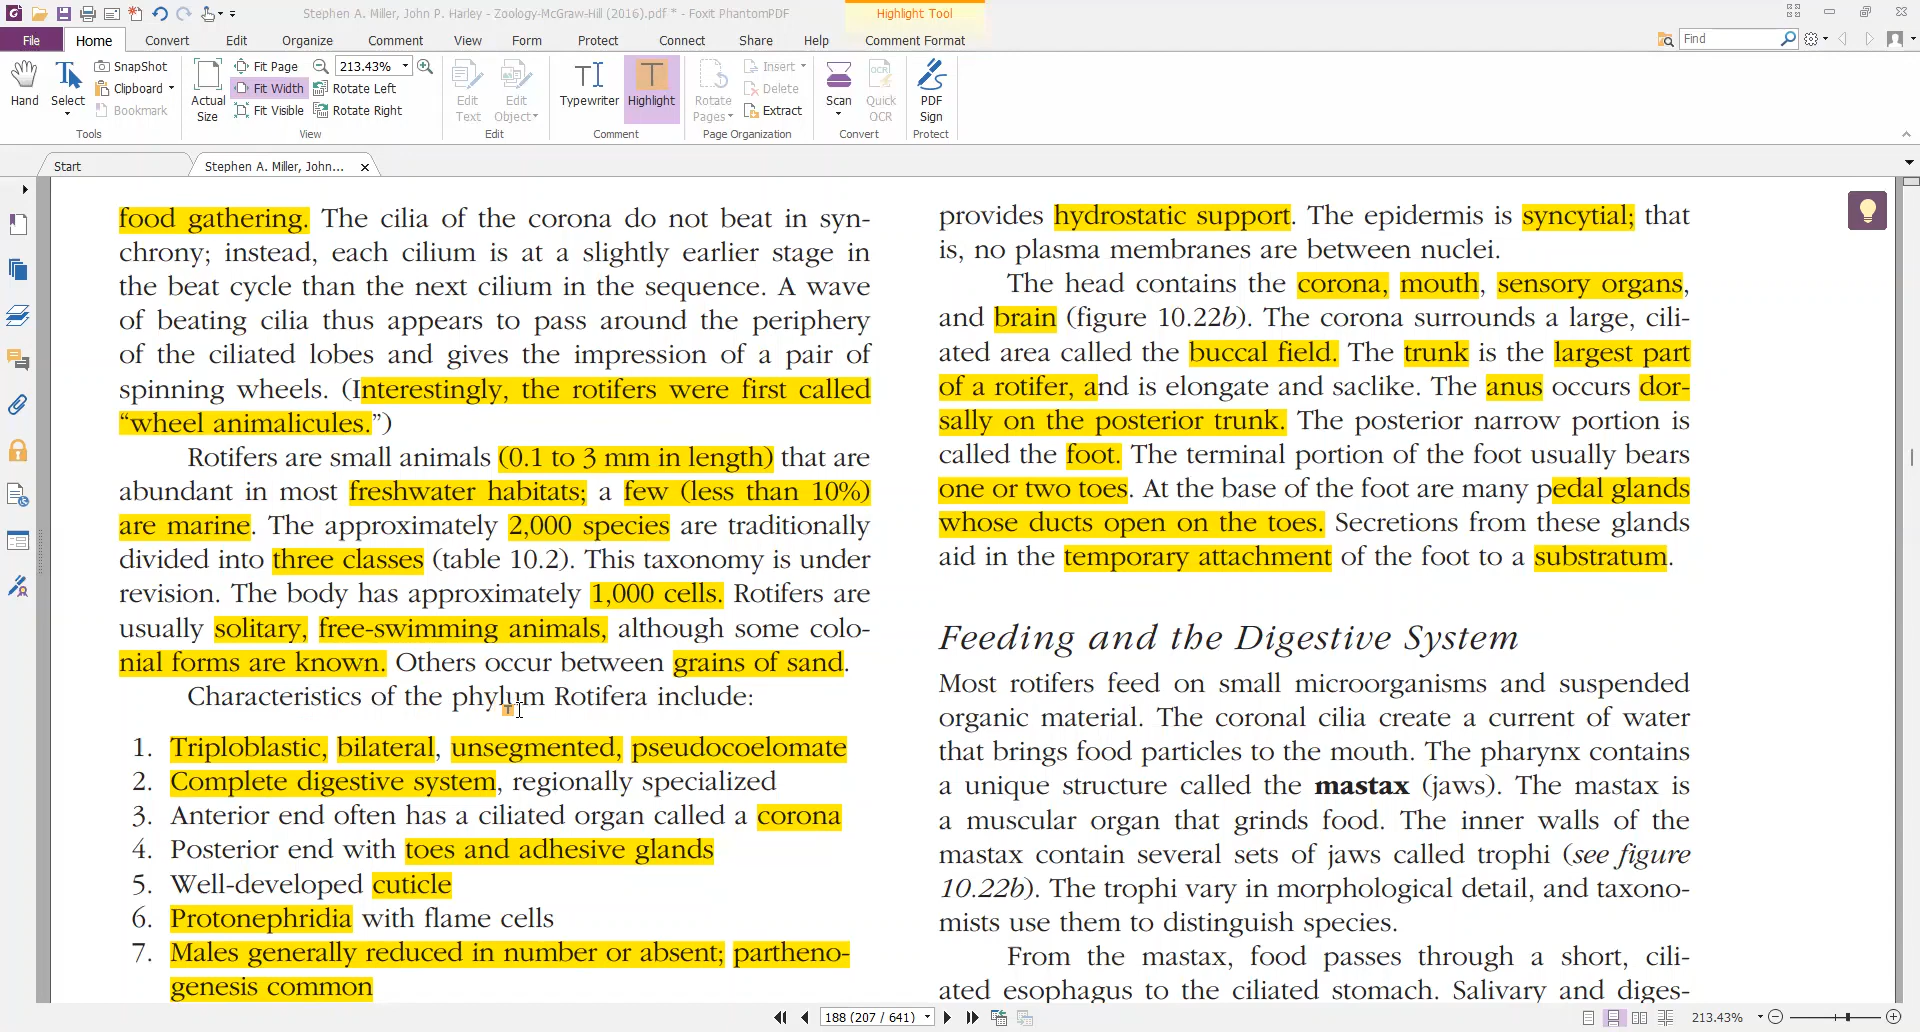 Stephen A. Miller, John P. Harley - Zoology-McGraw-Hill (2016).pdf * - Foxit PhantomPDF
Highlight Tool
File Home Convert Edit Organize Comment View Form Protect Connect Share Help Comment Format
Find
Hand
Select
SnapShot
Clipboard
Bookmark
Tools
Actual Size
Fit Page
Fit Width
Fit Visible
213.43%
Rotate Left
Rotate Right
View
Edit Text
Edit Object
Edit
Typewriter
Highlight
Comment
Rotate Pages
Insert
Delete
Extract
Page Organization
Scan
Quick OCR
Convert
PDF Sign
Protect
Start
Stephen A. Miller, John...
food gathering. The cilia of the corona do not beat in syn-
chrony; instead, each cilium is at a slightly earlier stage in
the beat cycle than the next cilium in the sequence. A wave
of beating cilia thus appears to pass around the periphery
of the ciliated lobes and gives the impression of a pair of
spinning wheels. (Interestingly, the rotifers were first called
“wheel animalicules.”)
Rotifers are small animals (0.1 to 3 mm in length) that are
abundant in most freshwater habitats; a few (less than 10%)
are marine. The approximately 2,000 species are traditionally
divided into three classes (table 10.2). This taxonomy is under
revision. The body has approximately 1,000 cells. Rotifers are
usually solitary, free-swimming animals, although some colo-
nial forms are known. Others occur between grains of sand.
Characteristics of the phylum Rotifera include:
1. Triploblastic, bilateral, unsegmented, pseudocoelomate
2. Complete digestive system, regionally specialized
3. Anterior end often has a ciliated organ called a corona
4. Posterior end with toes and adhesive glands
5. Well-developed cuticle
6. Protonephridia with flame cells
7. Males generally reduced in number or absent; partheno-
genesis common
provides hydrostatic support. The epidermis is syncytial; that
is, no plasma membranes are between nuclei.
The head contains the corona, mouth, sensory organs,
and brain (figure 10.22b). The corona surrounds a large, cili-
ated area called the buccal field. The trunk is the largest part
of a rotifer, and is elongate and saclike. The anus occurs dor-
sally on the posterior trunk. The posterior narrow portion is
called the foot. The terminal portion of the foot usually bears
one or two toes. At the base of the foot are many pedal glands
whose ducts open on the toes. Secretions from these glands
aid in the temporary attachment of the foot to a substratum.
Feeding and the Digestive System
Most rotifers feed on small microorganisms and suspended
organic material. The coronal cilia create a current of water
that brings food particles to the mouth. The pharynx contains
a unique structure called the mastax (jaws). The mastax is
a muscular organ that grinds food. The inner walls of the
mastax contain several sets of jaws called trophi (see figure
10.22b). The trophi vary in morphological detail, and taxono-
mists use them to distinguish species.
From the mastax, food passes through a short, cili-
ated esophagus to the ciliated stomach. Salivary and diges-
188 (207 / 641)
213.43%